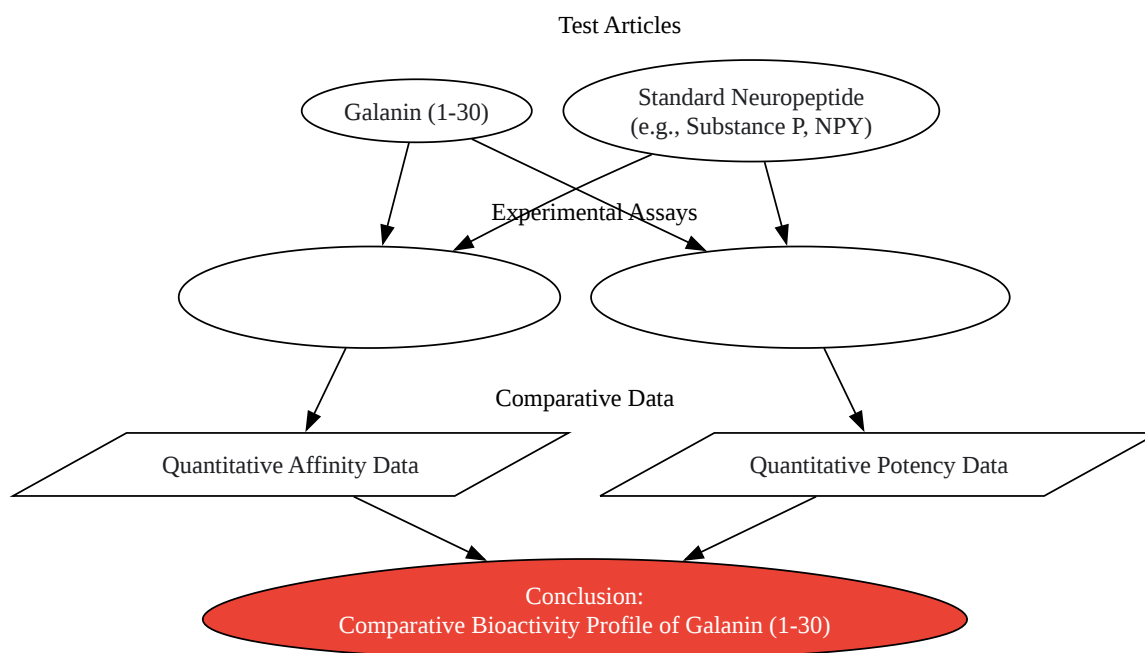 Test Articles
Galanin (1-30)
Standard Neuropeptide
(e.g., Substance P, NPY)
Experimental Assays
Comparative Data
Quantitative Affinity Data
Quantitative Potency Data
Conclusion:
Comparative Bioactivity Profile of Galanin (1-30)